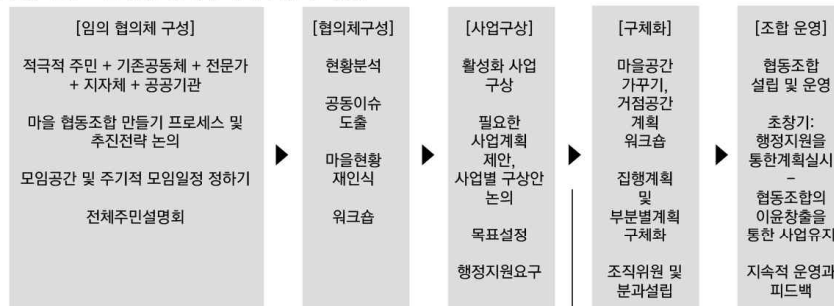 [임의 협의체 구성]
적극적 주민 + 기존공동체 + 전문가
+ 지자체 + 공공기관
마을 협동조합 만들기 프로세스 및
추진전략 논의
모임공간 및 주기적 모임일정 정하기
전체주민설명회
[협의체구성]
현황분석
공동이슈
도출
마을현황
재인식
워크숍
[사업구상]
활성화 사업
구상
필요한
사업계획
제안,
사업별 구상안
논의
목표설정
행정지원요구
[구체화]
마을공간
가꾸기,
거점공간
계획
워크숍
집행계획
및
부분별계획
구체화
조직위원 및
분과설립
[조합 운영]
협동조합
설립 및 운영
초창기:
행정지원을
통한계획실시
–
협동조합의
이윤창출을
통한 사업유지
지속적 운영과
피드백